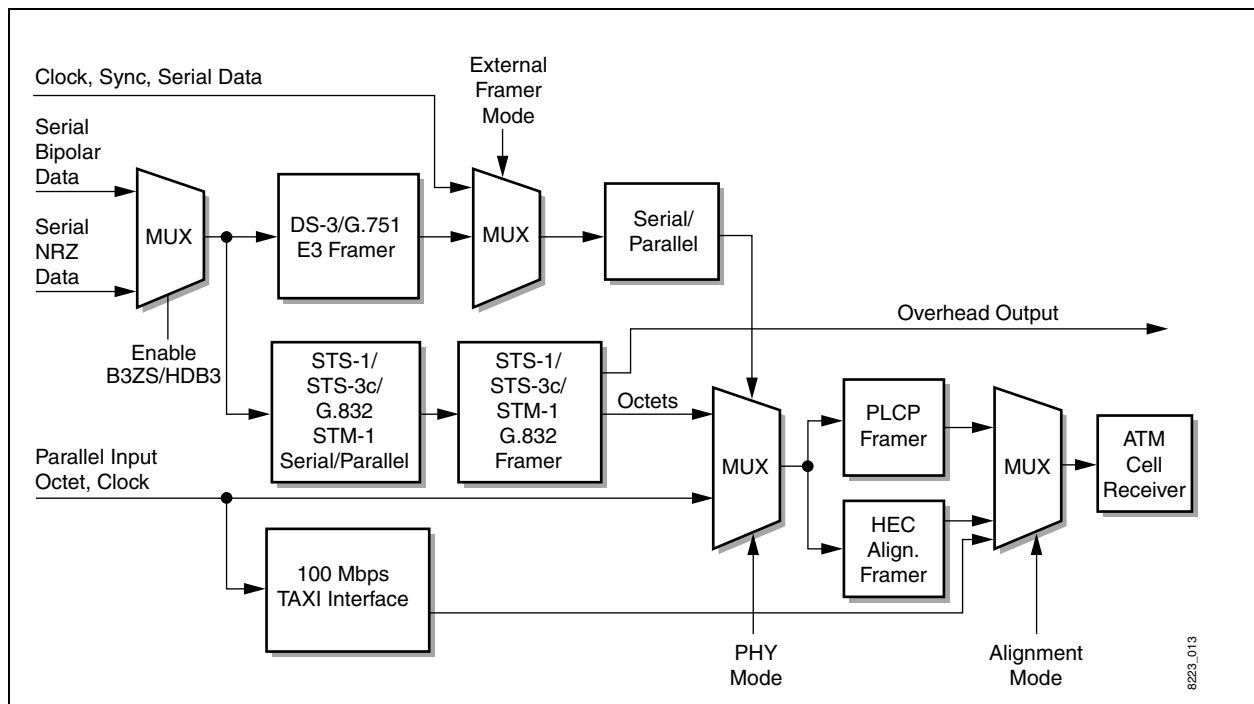 Clock, Sync, Serial Data
External
Framer
Mode
Serial
Bipolar
Data
Serial
NRZ
Data
MUX
Enable
B3ZS/HDB3
DS-3/G.751
E3 Framer
MUX
Serial/
Parallel
Overhead Output
STS-1/
STS-3c/
G.832
STM-1
Serial/Parallel
STS-1/
STS-3c/
STM-1
G.832
Framer
Octets
MUX
PLCP
Framer
MUX
ATM
Cell
Receiver
Parallel Input
Octet, Clock
HEC
Align.
Framer
100 Mbps
TAXI Interface
PHY
Mode
Alignment
Mode
8223_013